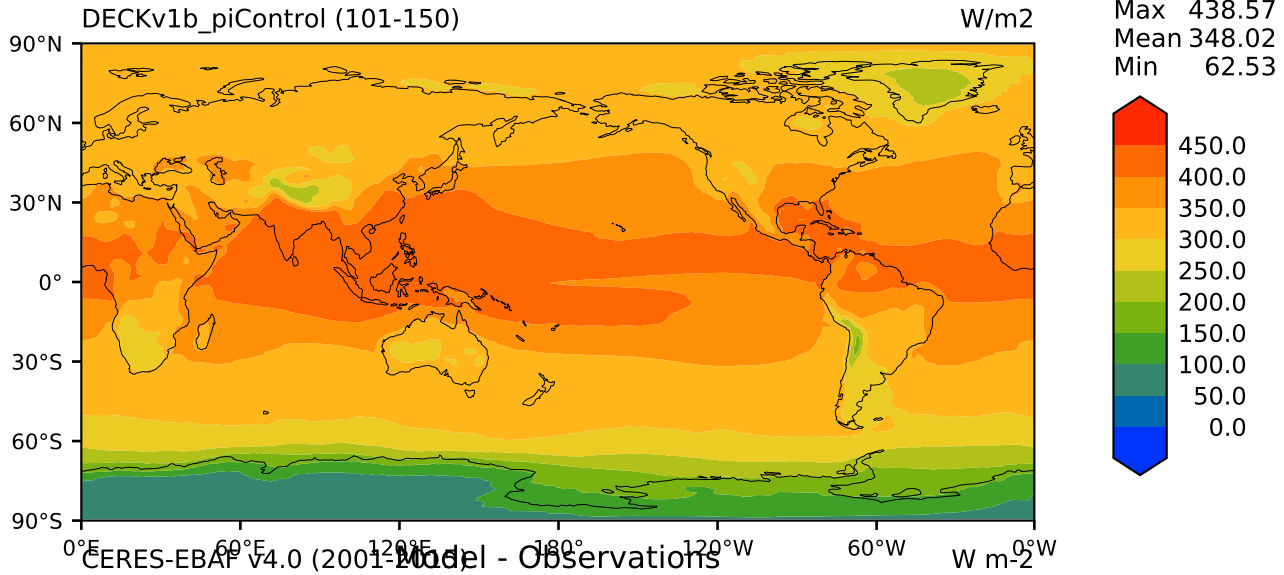 DECKv1b_piControl (101-150) W/m2
Max 438.57
Mean 348.02
Min 62.53
90°N
60°N
30°N
0°
30°S
60°S
90°S
0°E 60°E 120°E 180° 120°W 60°W 0°W
450.0
400.0
350.0
300.0
250.0
200.0
150.0
100.0
50.0
0.0
CERES-EBAF v4.0 (2001-2015) Model - Observations W m-2